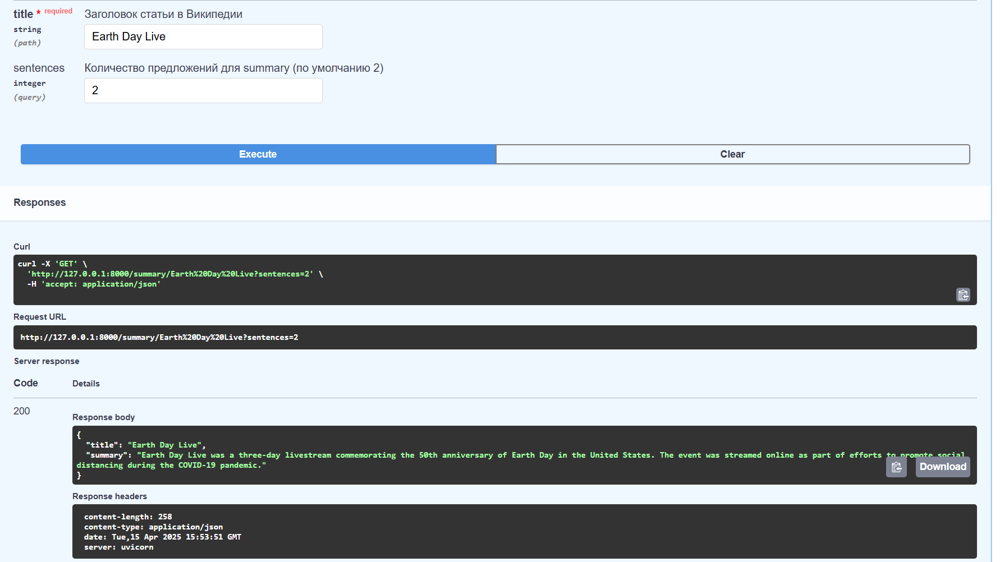 title * required
Заголовок статьи в Википедии
string
(path)
Earth Day Live
sentences
Количество предложений для summary (по умолчанию 2)
integer
(query)
2
Execute
Clear
Responses
Curl
curl -X 'GET' \
  'http://127.0.0.1:8000/summary/Earth%20Day%20Live?sentences=2' \
  -H 'accept: application/json'
Request URL
http://127.0.0.1:8000/summary/Earth%20Day%20Live?sentences=2
Server response
Code
Details
200
Response body
{
  "title": "Earth Day Live",
  "summary": "Earth Day Live was a three-day livestream commemorating the 50th anniversary of Earth Day in the United States. The event was streamed online as part of efforts to promote social
distancing during the COVID-19 pandemic."
}
Download
Response headers
content-length: 258
content-type: application/json
date: Tue,15 Apr 2025 15:53:51 GMT
server: uvicorn